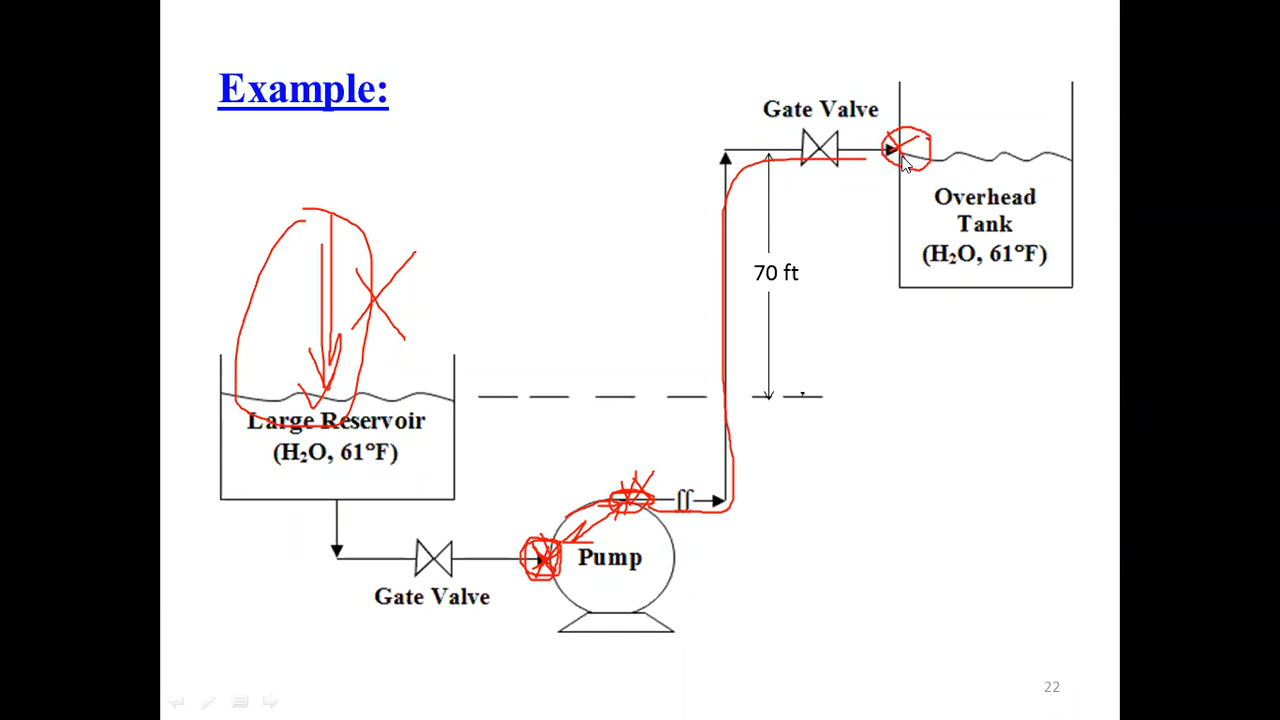 Example:
Gate Valve
Overhead
Tank
(H₂O, 61°F)
70 ft
Large Reservoir
(H₂O, 61°F)
Pump
Gate Valve
22